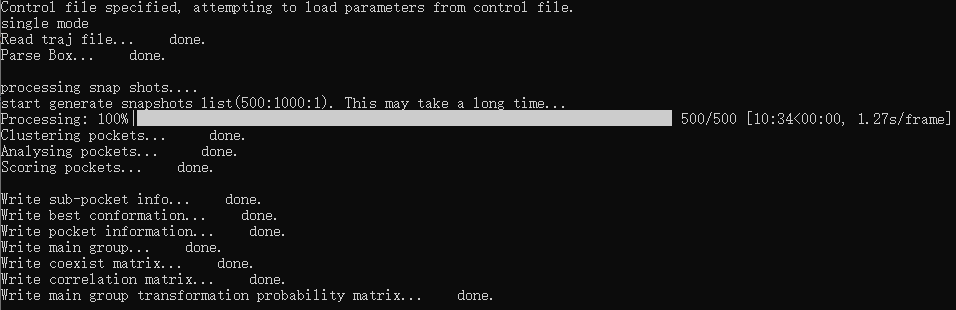 Control file specified, attempting to load parameters from control file.
single mode
Read traj file...    done.
Parse Box...    done.
processing snap shots....
start generate snapshots list(500:1000:1). This may take a long time...
Processing: 100%| 500/500 [10:34<00:00, 1.27s/frame]
Clustering pockets...    done.
Analysing pockets...    done.
Scoring pockets...    done.
Write sub-pocket info...    done.
Write best conformation...    done.
Write pocket information...    done.
Write main group...    done.
Write coexist matrix...    done.
Write correlation matrix...    done.
Write main group transformation probability matrix...    done.